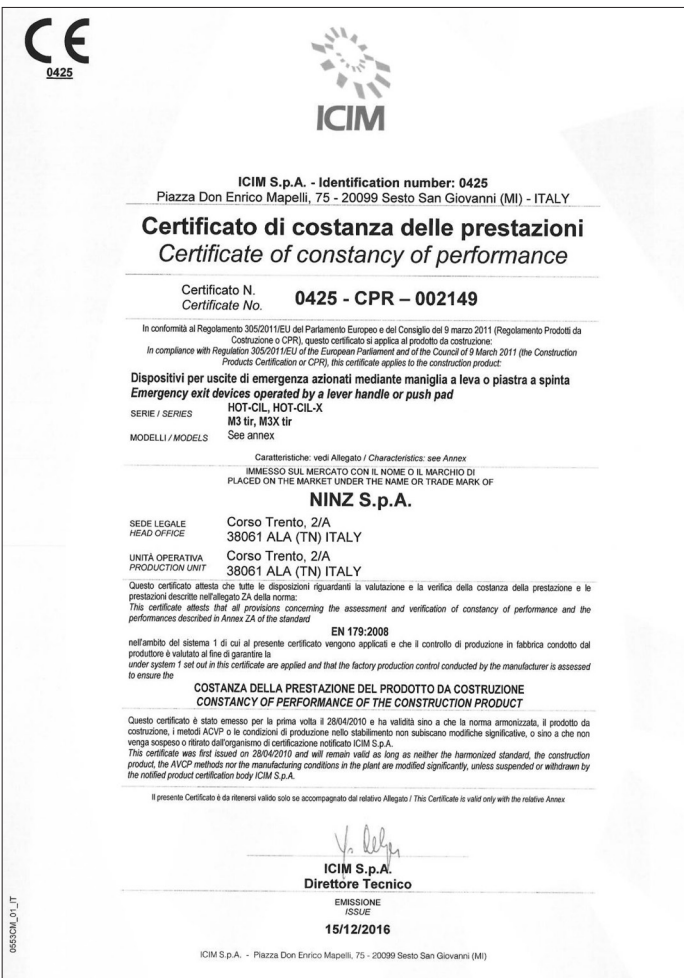 CE
0425
ICIM
ICIM S.p.A. - Identification number: 0425
Piazza Don Enrico Mapelli, 75 - 20099 Sesto San Giovanni (MI) - ITALY
Certificato di costanza delle prestazioni
Certificate of constancy of performance
Certificato N.
Certificate No.
0425 - CPR – 002149
In conformità al Regolamento 305/2011/EU del Parlamento Europeo e del Consiglio del 9 marzo 2011 (Regolamento Prodotti da
Costruzione o CPR), questo certificato si applica al prodotto da costruzione:
In compliance with Regulation 305/2011/EU of the European Parliament and of the Council of 9 March 2011 (the Construction
Products Certification or CPR), this certificate applies to the construction product:
Dispositivi per uscite di emergenza azionati mediante maniglia a leva o piastra a spinta
Emergency exit devices operated by a lever handle or push pad
SERIE / SERIES
HOT-CIL, HOT-CIL-X
M3 tir, M3X tir
MODELLI / MODELS
See annex
Caratteristiche: vedi Allegato / Characteristics: see Annex
IMMESSO SUL MERCATO CON IL NOME O IL MARCHIO DI
PLACED ON THE MARKET UNDER THE NAME OR TRADE MARK OF
NINZ S.p.A.
SEDE LEGALE
HEAD OFFICE
Corso Trento, 2/A
38061 ALA (TN) ITALY
UNITÀ OPERATIVA
PRODUCTION UNIT
Corso Trento, 2/A
38061 ALA (TN) ITALY
Questo certificato attesta che tutte le disposizioni riguardanti la valutazione e la verifica della costanza della prestazione e le
prestazioni descritte nell'allegato ZA della norma:
This certificate attests that all provisions concerning the assessment and verification of constancy of performance and the
performances described in Annex ZA of the standard
EN 179:2008
nell'ambito del sistema 1 di cui al presente certificato vengono applicati e che il controllo di produzione in fabbrica condotto dal
produttore è valutato al fine di garantire la
under system 1 set out in this certificate are applied and that the factory production control conducted by the manufacturer is assessed
to ensure the
COSTANZA DELLA PRESTAZIONE DEL PRODOTTO DA COSTRUZIONE
CONSTANCY OF PERFORMANCE OF THE CONSTRUCTION PRODUCT
Questo certificato è stato emesso per la prima volta il 28/04/2010 e ha validità sino a che la norma armonizzata, il prodotto da
costruzione, i metodi ACVP o le condizioni di produzione nello stabilimento non subiscano modifiche significative, o sino a che non
venga sospeso o ritirato dall'organismo di certificazione notificato ICIM S.p.A.
This certificate was first issued on 28/04/2010 and will remain valid as long as neither the harmonized standard, the construction
product, the AVCP methods nor the manufacturing conditions in the plant are modified significantly, unless suspended or withdrawn by
the notified product certification body ICIM S.p.A.
Il presente Certificato è da ritenersi valido solo se accompagnato dal relativo Allegato / This Certificate is valid only with the relative Annex
ICIM S.p.A.
Direttore Tecnico
EMISSIONE
ISSUE
15/12/2016
ICIM S.p.A. - Piazza Don Enrico Mapelli, 75 - 20099 Sesto San Giovanni (MI)
0553CM_01_IT